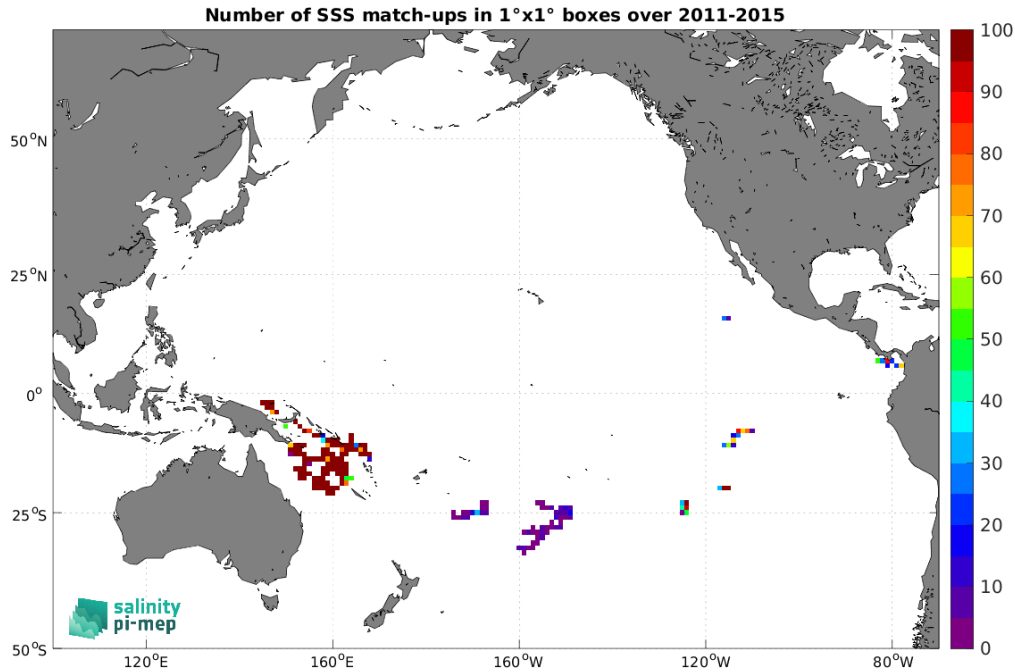 Number of SSS match-ups in 1°x1° boxes over 2011-2015
100
90
80
70
60
50
40
30
20
10
0
50°N
25°N
0°
25°S
50°S
120°E
160°E
160°W
120°W
80°W
salinity
pi-mep